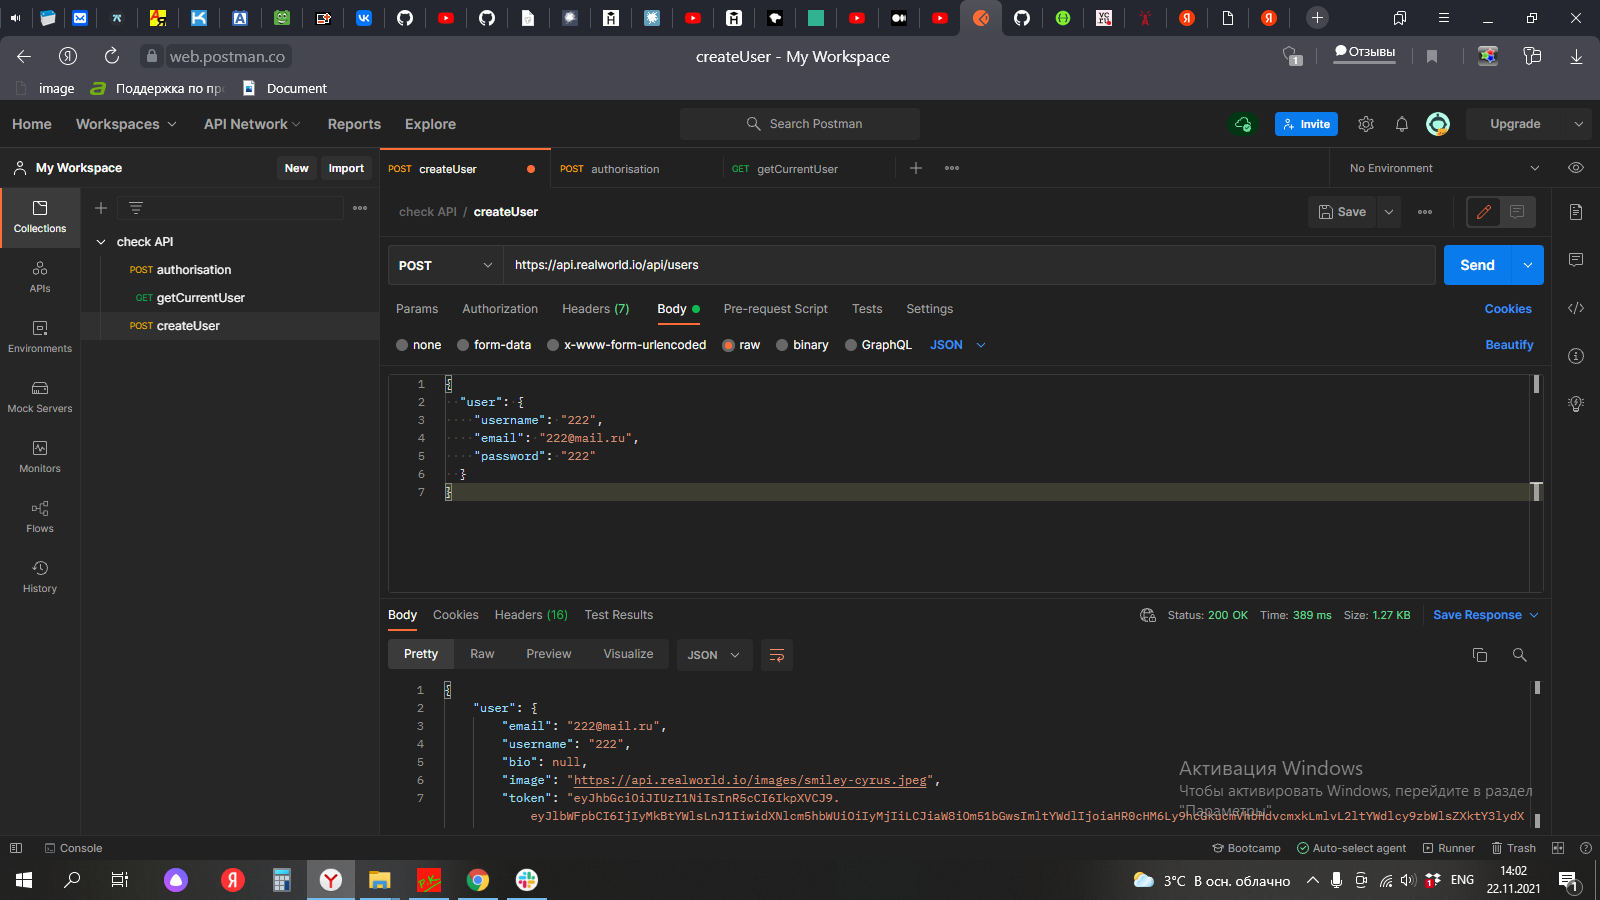 web.postman.co
createUser - My Workspace
1
Отзывы
image
Поддержка по пр
Document
Home
Workspaces
API Network
Reports
Explore
Search Postman
Invite
Upgrade
My Workspace
New
Import
POST createUser
POST authorisation
GET getCurrentUser
No Environment
Collections
APIs
Environments
Mock Servers
Monitors
Flows
History
check API
POST authorisation
GET getCurrentUser
POST createUser
check API / createUser
Save
POST
https://api.realworld.io/api/users
Send
Params
Authorization
Headers (7)
Body
Pre-request Script
Tests
Settings
Cookies
none
form-data
x-www-form-urlencoded
raw
binary
GraphQL
JSON
Beautify
1 {
2 "user": {
3 "username": "222",
4 "email": "222@mail.ru",
5 "password": "222"
6 }
7 }
Body
Cookies
Headers (16)
Test Results
Status: 200 OK
Time: 389 ms
Size: 1.27 KB
Save Response
Pretty
Raw
Preview
Visualize
JSON
1 {
2 "user": {
3 "email": "222@mail.ru",
4 "username": "222",
5 "bio": null,
6 "image": "https://api.realworld.io/images/smiley-cyrus.jpeg",
7 "token": "eyJhbGciOiJIUzI1NiIsInR5cCI6IkpXVCJ9.
Активация Windows
Чтобы активировать Windows, перейдите в раздел
"Параметры".
Console
Bootcamp
Auto-select agent
Runner
Trash
3°C В осн. облачно
ENG
14:02
22.11.2021
1